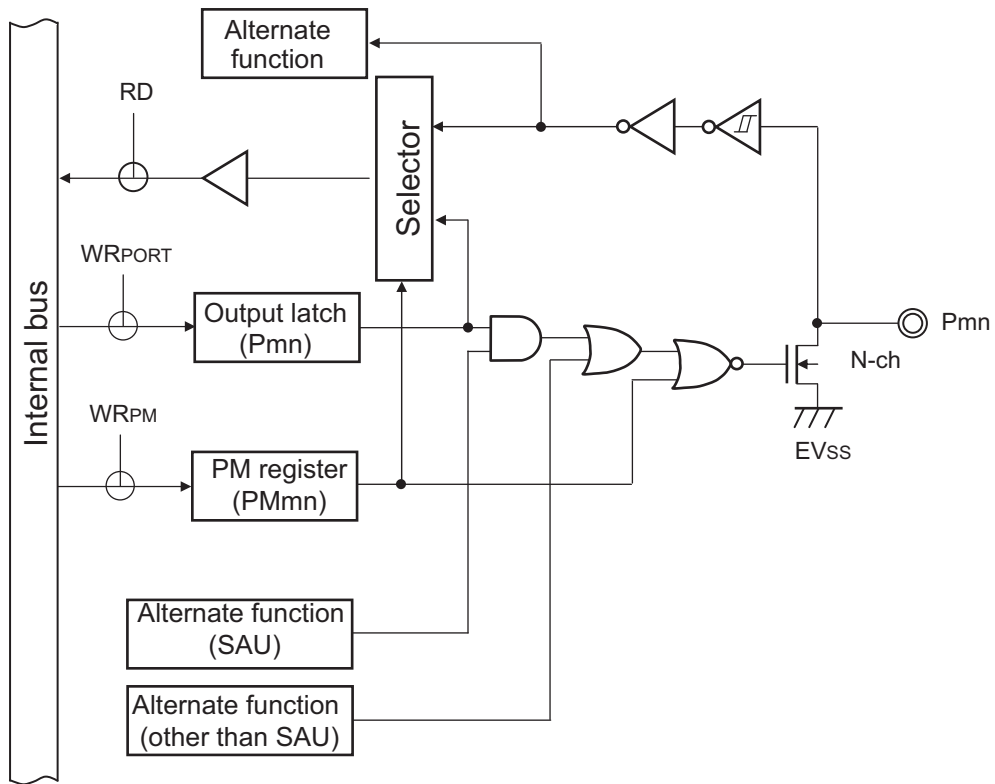 Alternate
function
RD
Selector
WRPORT
Output latch
(Pmn)
Pmn
N-ch
Internal bus
WRPM
EVSS
PM register
(PMmn)
Alternate function
(SAU)
Alternate function
(other than SAU)